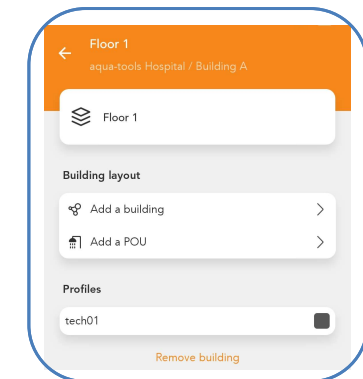 Floor 1
aqua-tools Hospital / Building A
Floor 1
Building layout
Add a building
Add a POU
Profiles
tech01
Remove building